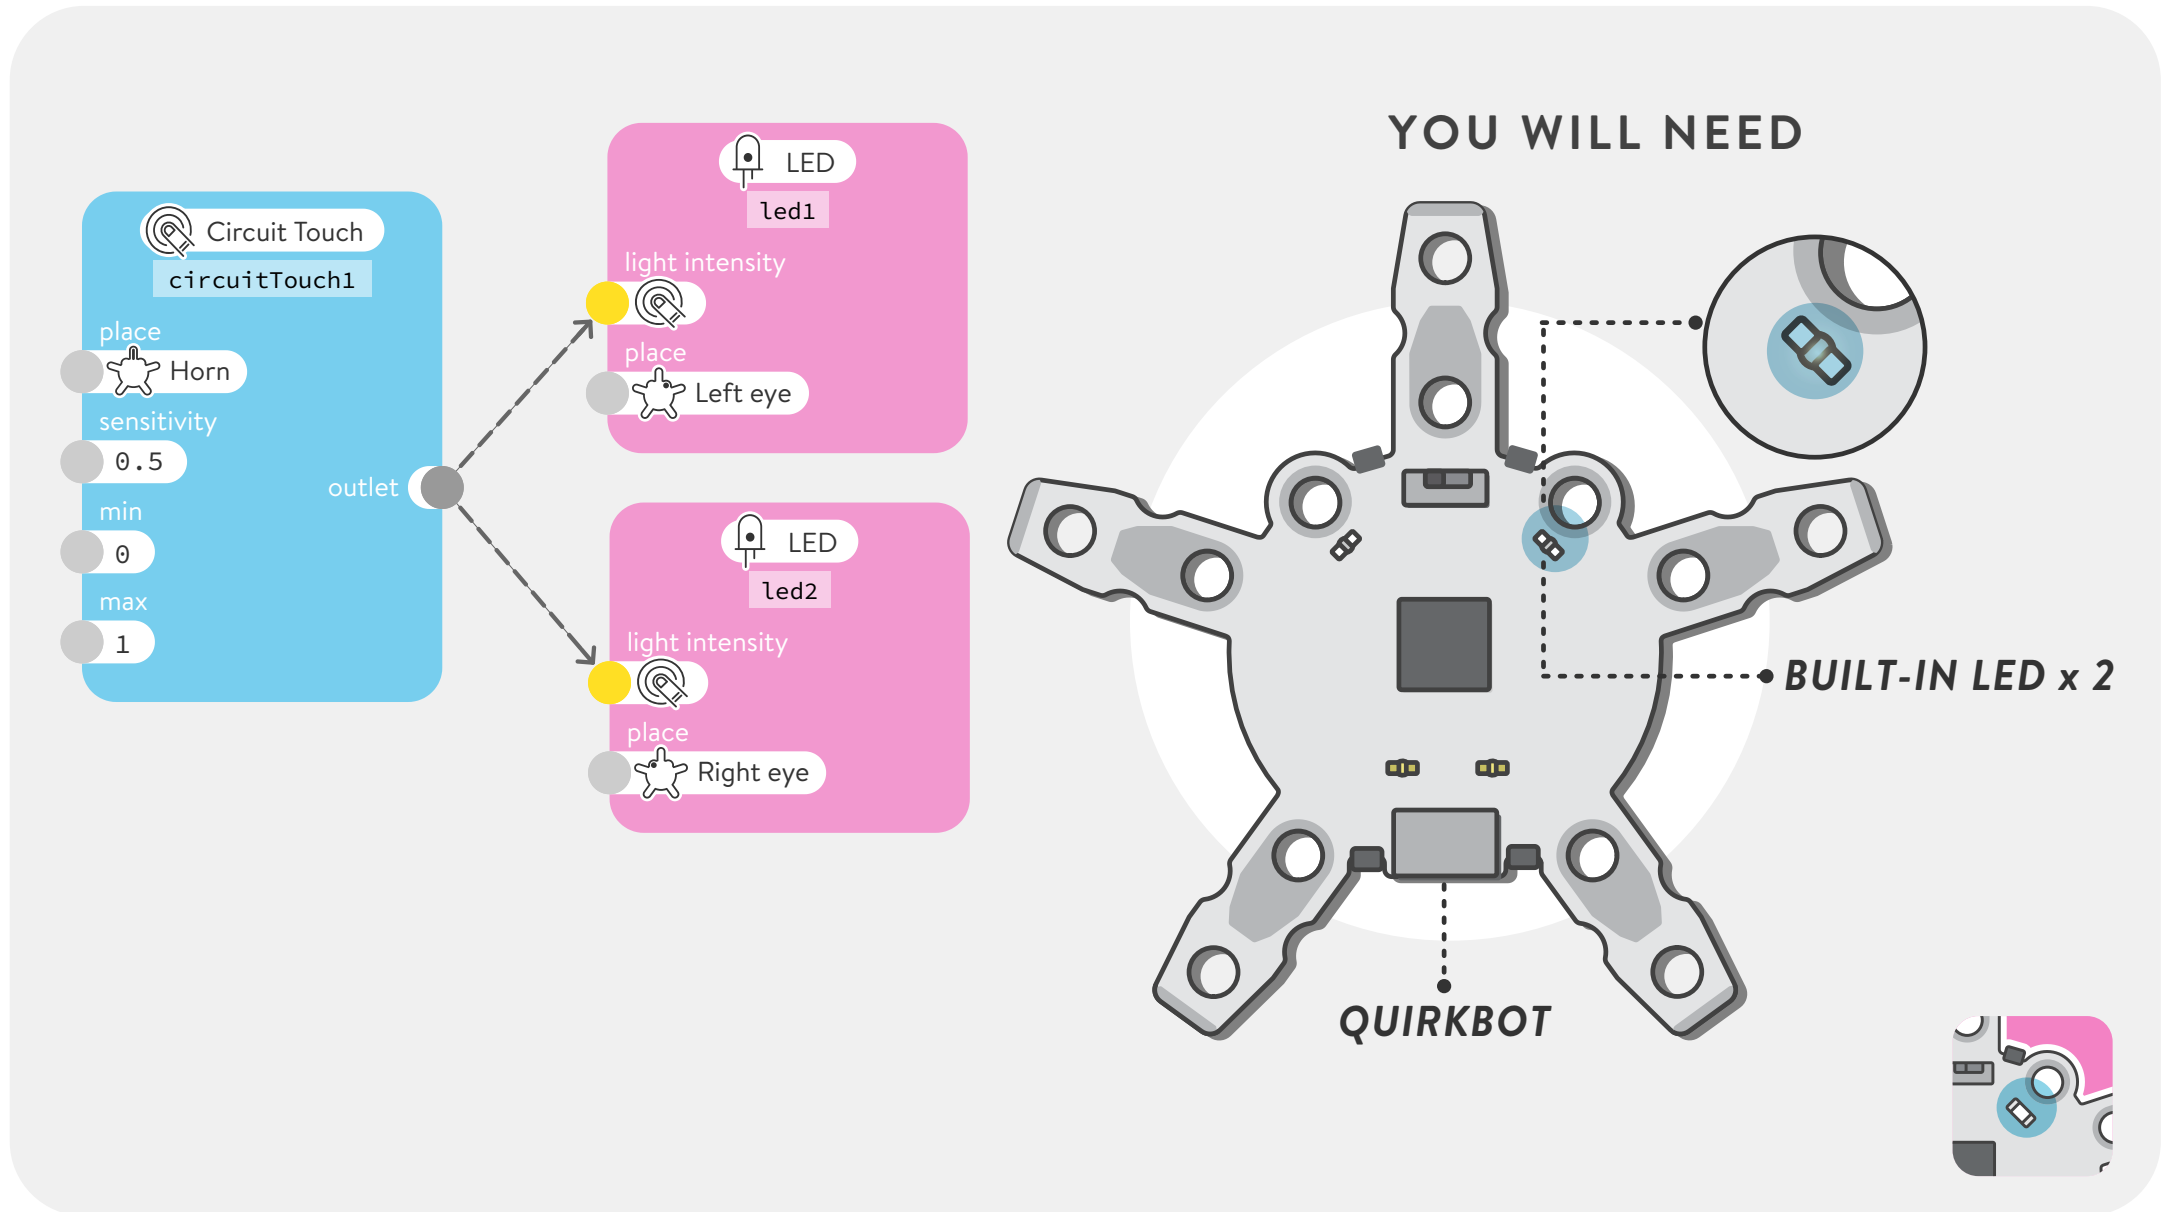 Circuit Touch
circuitTouch1
place
Horn
sensitivity
0.5
min
0
max
1
outlet
LED
led1
light intensity
place
Left eye
LED
led2
light intensity
place
Right eye
YOU WILL NEED
BUILT-IN LED x 2
QUIRKBOT